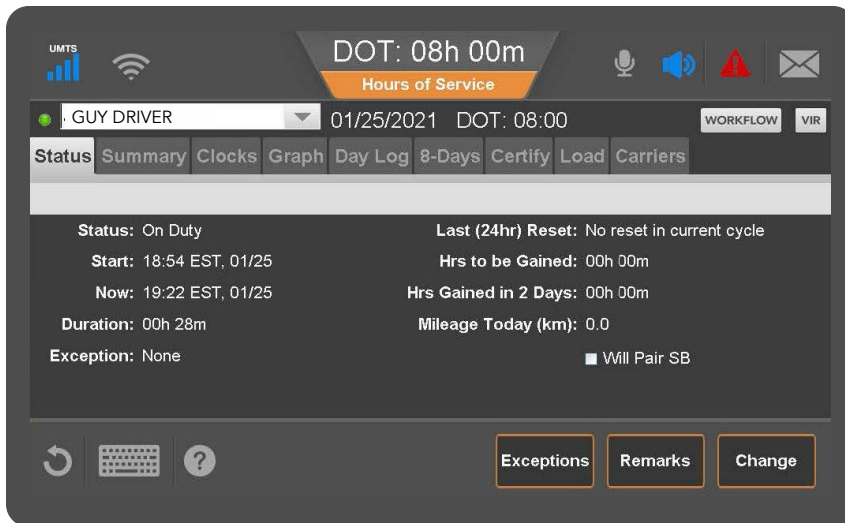 UMTS
DOT: 08h 00m
Hours of Service
GUY DRIVER
01/25/2021 DOT: 08:00
WORKFLOW VIR
Status Summary Clocks Graph Day Log 8-Days Certify Load Carriers
Status: On Duty
Last (24hr) Reset: No reset in current cycle
Start: 18:54 EST, 01/25
Hrs to be Gained: 00h 00m
Now: 19:22 EST, 01/25
Hrs Gained in 2 Days: 00h 00m
Duration: 00h 28m
Mileage Today (km): 0.0
Exception: None
Will Pair SB
?
Exceptions Remarks Change